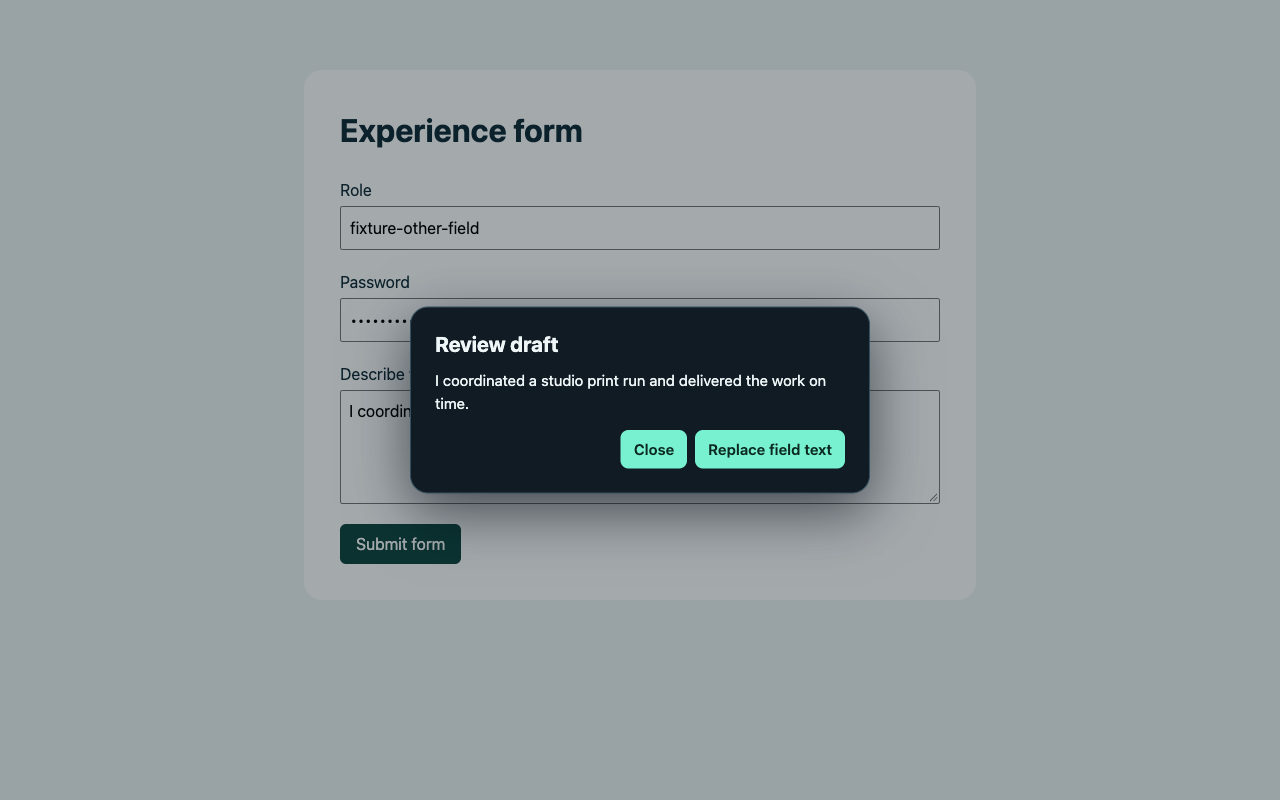 Experience form
Role
fixture-other-field
Password
••••••••
Describe
I coordin
Review draft
I coordinated a studio print run and delivered the work on
time.
Close
Replace field text
Submit form